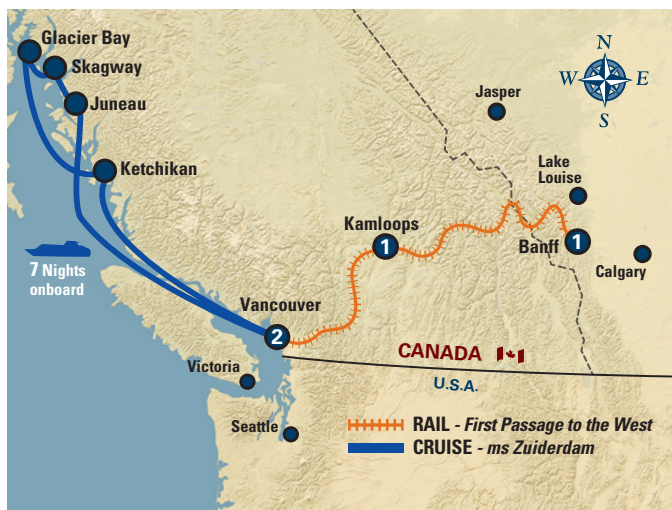 Glacier Bay
Skagway
Juneau
Ketchikan
7 Nights
onboard
N
W E
S
Jasper
Lake
Louise
Kamloops
1
Banff 1
Calgary
Vancouver
2
Victoria
Seattle
CANADA
U.S.A.
RAIL - First Passage to the West
CRUISE - ms Zuiderdam